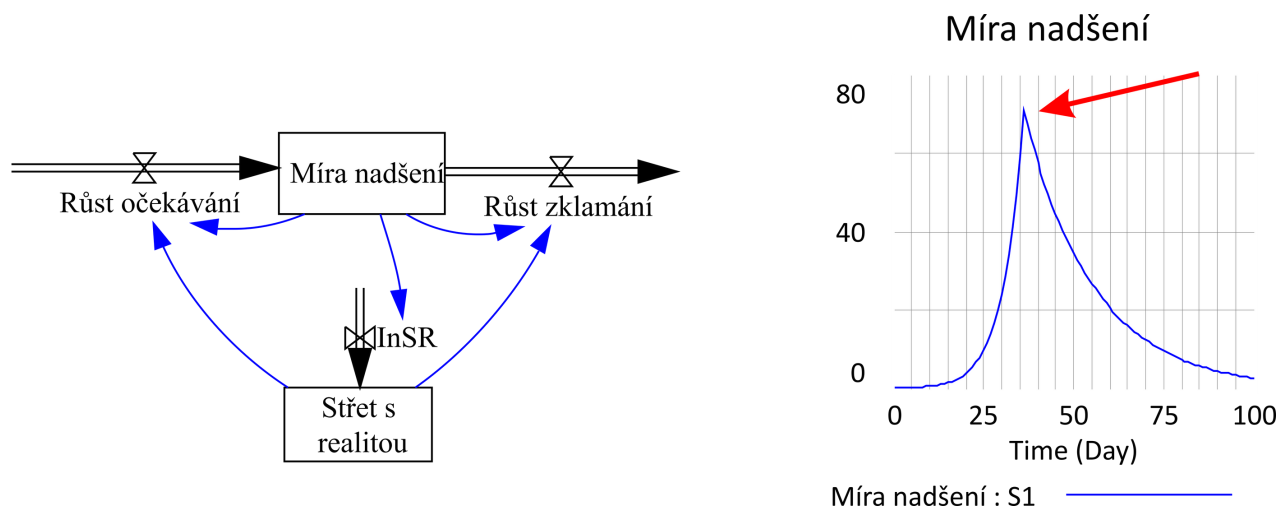 Míra nadšení
Růst očekávání
Růst zklamání
InSR
Střet s
realitou
Míra nadšení
80
40
0
0 25 50 75 100
Time (Day)
Míra nadšení : S1